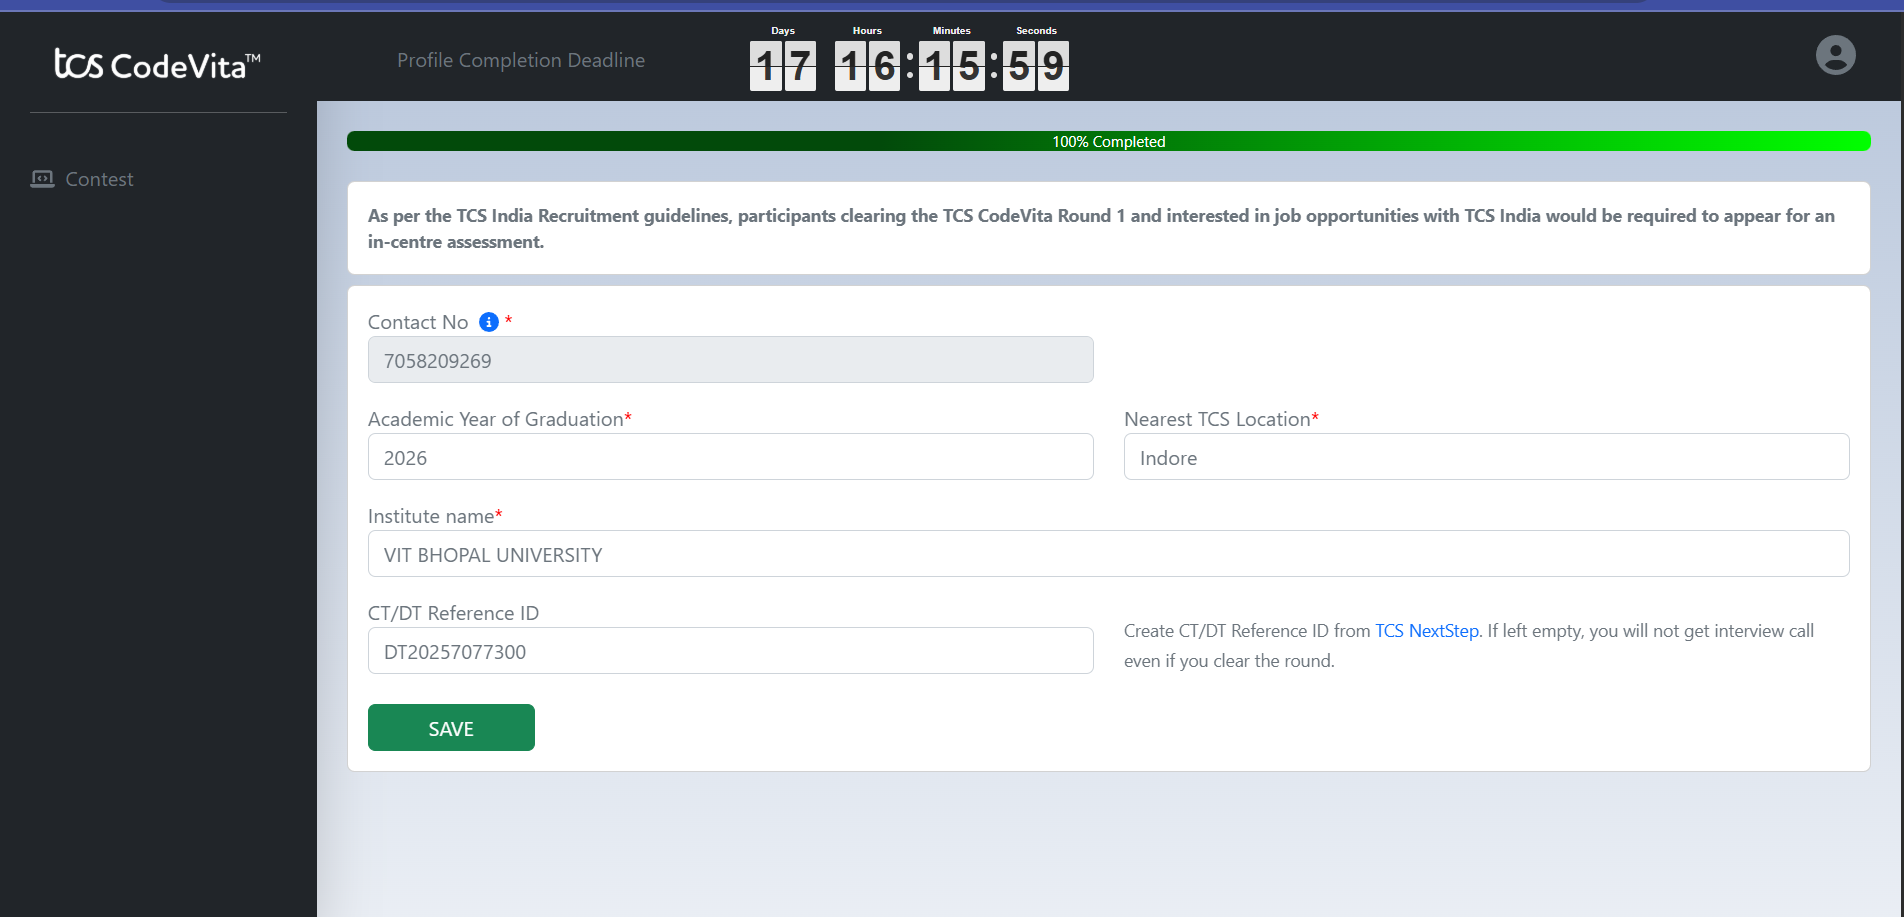 tcs CodeVita™
Profile Completion Deadline
Days Hours Minutes Seconds
17 16:15:59
Contest
100% Completed
As per the TCS India Recruitment guidelines, participants clearing the TCS CodeVita Round 1 and interested in job opportunities with TCS India would be required to appear for an
in-centre assessment.
Contact No *
7058209269
Academic Year of Graduation*
2026
Nearest TCS Location*
Indore
Institute name*
VIT BHOPAL UNIVERSITY
CT/DT Reference ID
DT20257077300
Create CT/DT Reference ID from TCS NextStep. If left empty, you will not get interview call
even if you clear the round.
SAVE